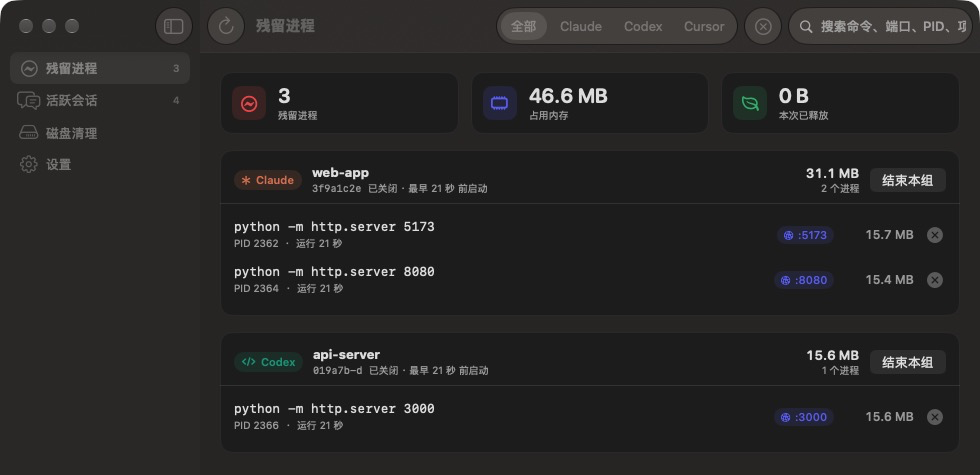 残留进程
全部 Claude Codex Cursor
搜索命令、端口、PID、项
残留进程 3
活跃会话 4
磁盘清理
设置
3
残留进程
46.6 MB
占用内存
0 B
本次已释放
Claude
web-app
3f9a1c2e 已关闭 · 最早 21 秒 前启动
31.1 MB
2 个进程
结束本组
python -m http.server 5173
PID 2362 · 运行 21 秒
:5173
15.7 MB
python -m http.server 8080
PID 2364 · 运行 21 秒
:8080
15.4 MB
Codex
api-server
019a7b-d 已关闭 · 最早 21 秒 前启动
15.6 MB
1 个进程
结束本组
python -m http.server 3000
PID 2366 · 运行 21 秒
:3000
15.6 MB